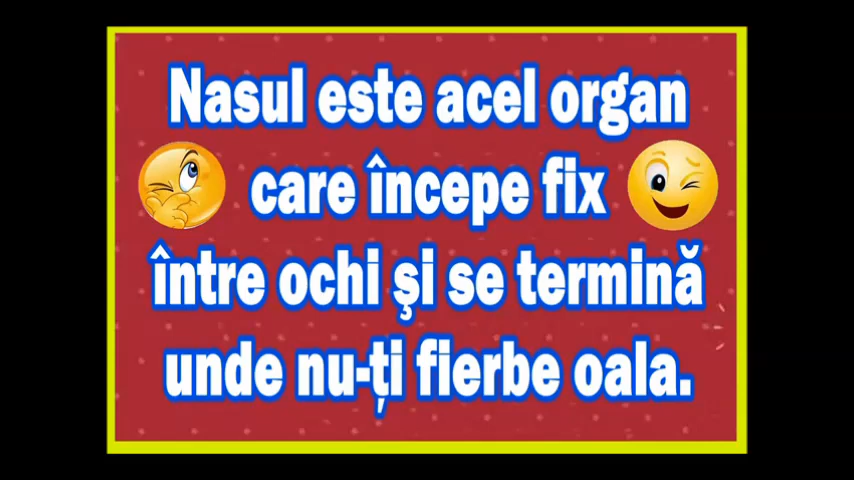 Nasul este acel organ
care începe fix
între ochi şi se termină
unde nu-ți fierbe oala.